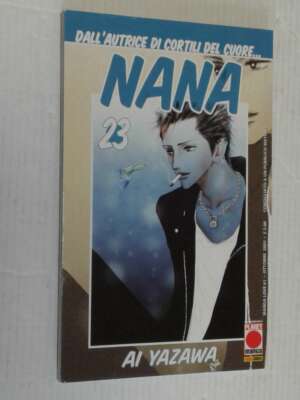 DALL'AUTRICE DI CORTILI DEL CUORE...
NANA
23
AI YAZAWA
PLANET